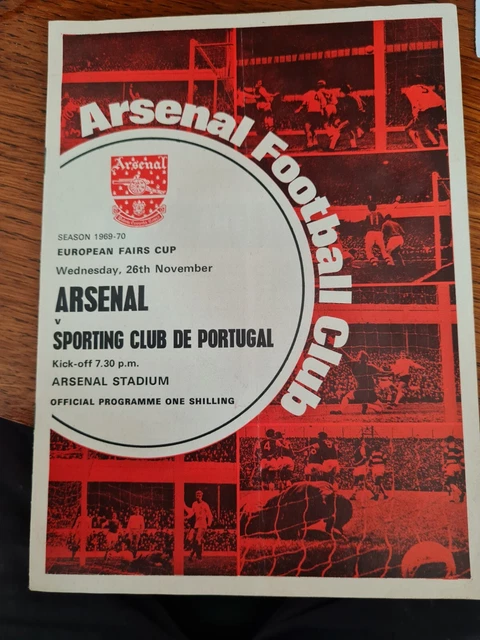 Arsenal Football Club
Arsenal
SEASON 1969-70
EUROPEAN FAIRS CUP
Wednesday, 26th November
ARSENAL
v
SPORTING CLUB DE PORTUGAL
Kick-off 7.30 p.m.
ARSENAL STADIUM
OFFICIAL PROGRAMME ONE SHILLING